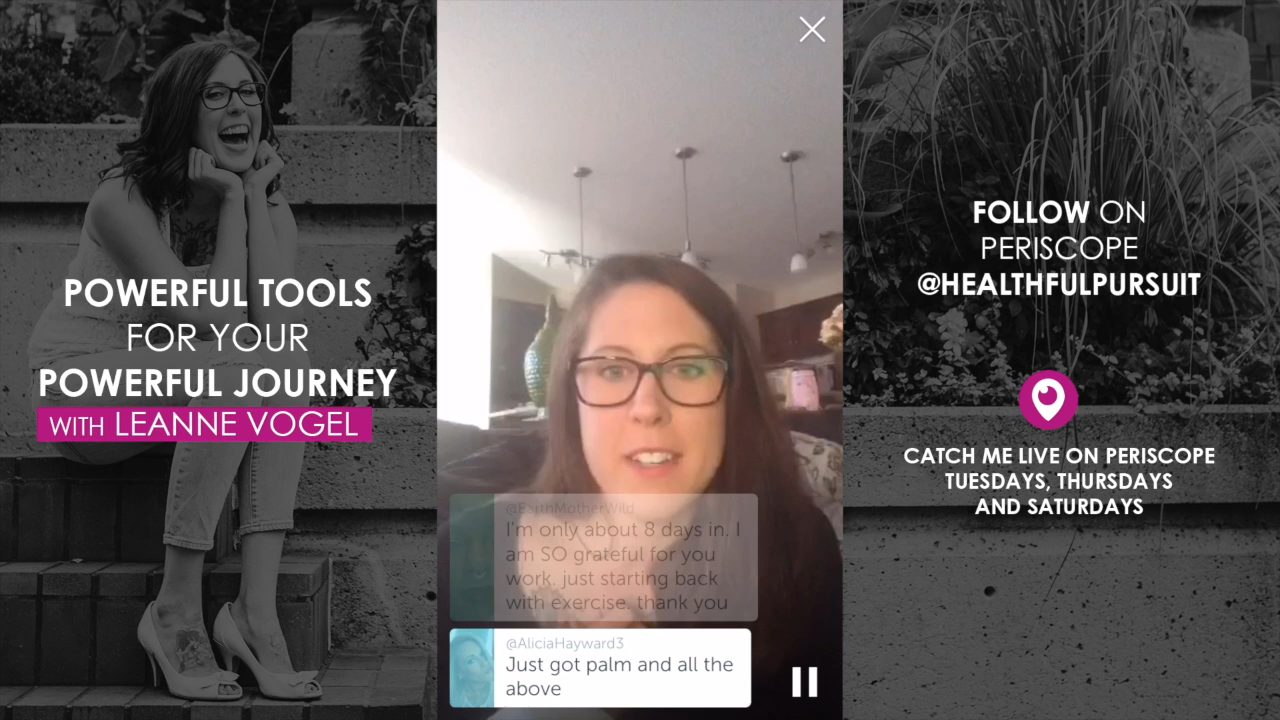 POWERFUL TOOLS
FOR YOUR
POWERFUL JOURNEY
WITH LEANNE VOGEL
@EarthMotherWild
I'm only about 8 days in. I
am SO grateful for you
work. just starting back
with exercise. thank you
@AliciaHayward3
Just got palm and all the
above
FOLLOW ON
PERISCOPE
@HEALTHFULPURSUIT
CATCH ME LIVE ON PERISCOPE
TUESDAYS, THURSDAYS
AND SATURDAYS